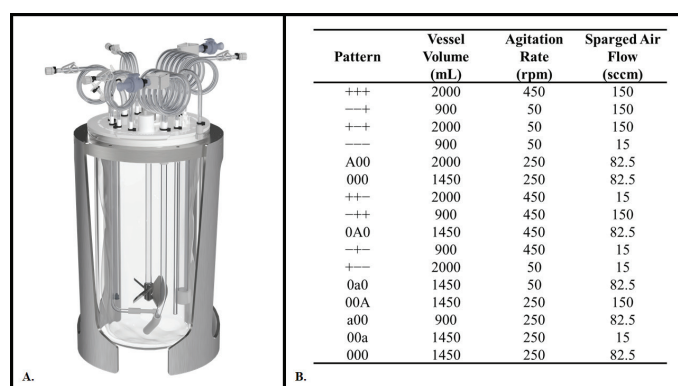 A.
B.
Pattern Vessel Volume (mL) Agitation Rate (rpm) Sparged Air Flow (sccm)
+++ 2000 450 150
−−+ 900 50 150
+−+ 2000 50 150
−−− 900 50 15
A00 2000 250 82.5
000 1450 250 82.5
++− 2000 450 15
−++ 900 450 150
0A0 1450 450 82.5
−+− 900 450 15
+−− 2000 50 15
0a0 1450 50 82.5
00A 1450 250 150
a00 900 250 82.5
00a 1450 250 15
000 1450 250 82.5